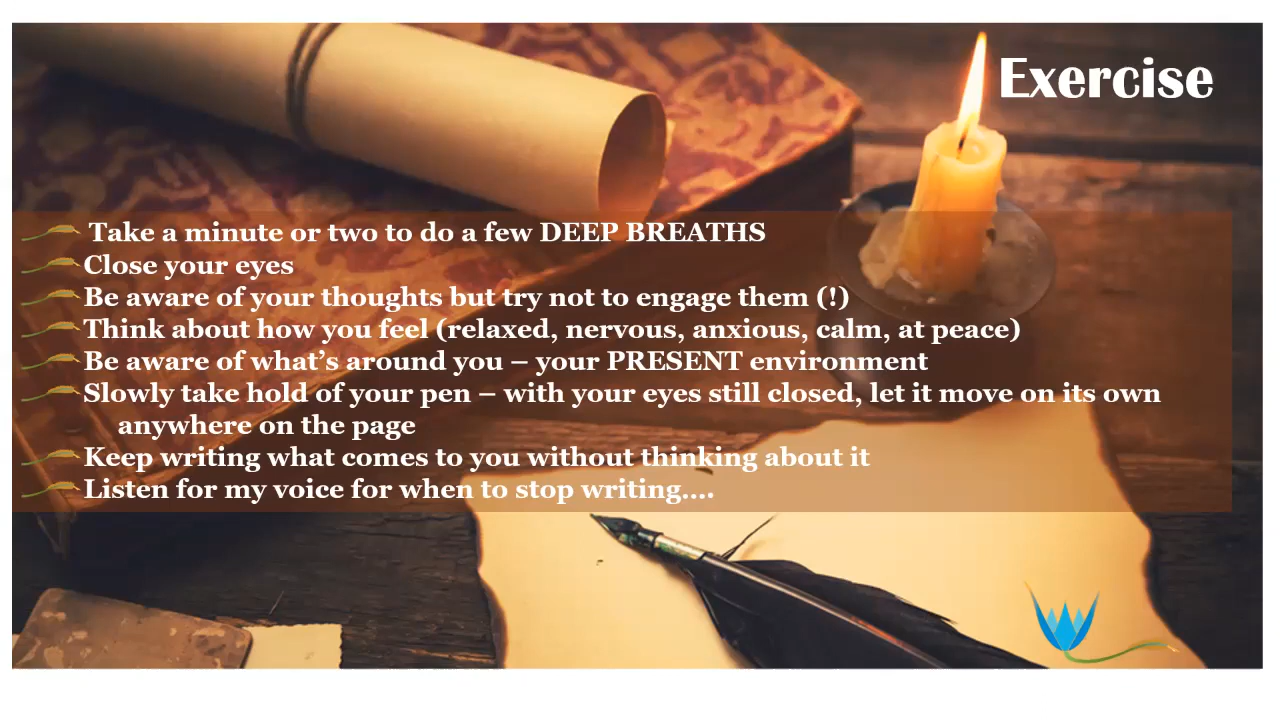 Exercise
Take a minute or two to do a few DEEP BREATHS
Close your eyes
Be aware of your thoughts but try not to engage them (!)
Think about how you feel (relaxed, nervous, anxious, calm, at peace)
Be aware of what’s around you – your PRESENT environment
Slowly take hold of your pen – with your eyes still closed, let it move on its own
anywhere on the page
Keep writing what comes to you without thinking about it
Listen for my voice for when to stop writing….